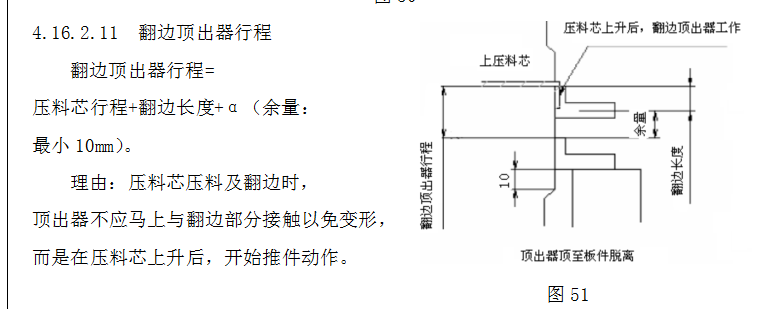 4.16.2.11 翻边顶出器行程
翻边顶出器行程=
压料芯行程+翻边长度+α（余量：
最小10mm）。
理由：压料芯压料及翻边时，
顶出器不应马上与翻边部分接触以免变形，
而是在压料芯上升后，开始推件动作。
压料芯上升后，翻边顶出器工作
上压料芯
余量
翻边顶出器行程
10
翻边长度
顶出器顶至板件脱离
图 51